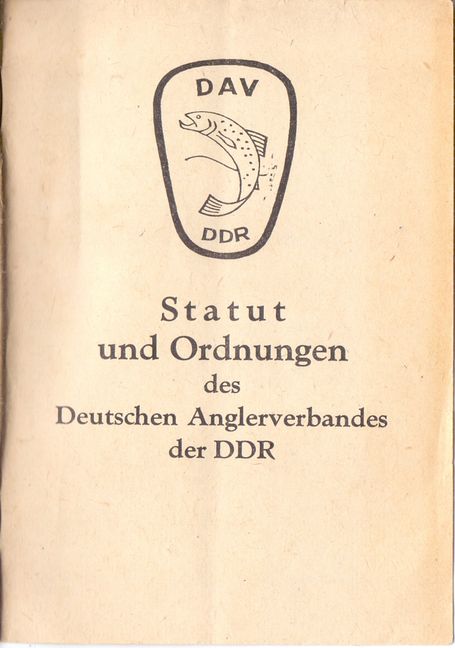 DAV
DDR
Statut
und Ordnungen
des
Deutschen Anglerverbandes
der DDR